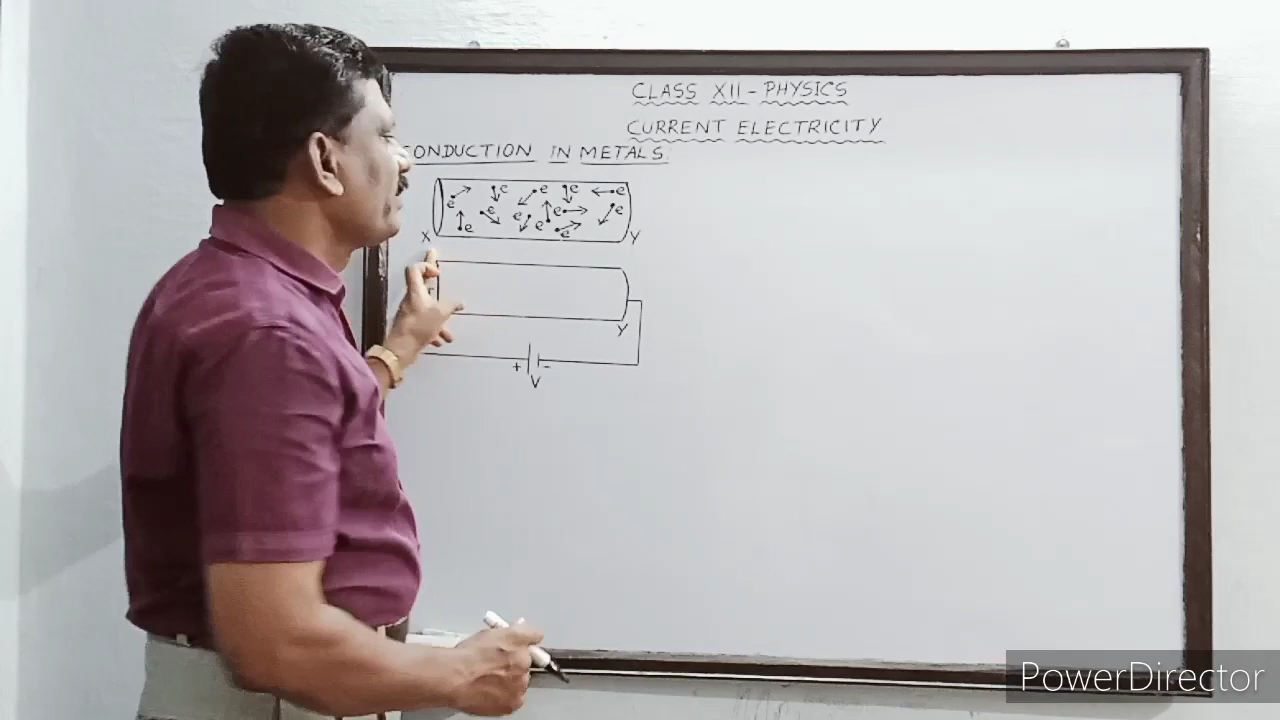 CLASS XII - PHYSICS
CURRENT ELECTRICITY
CONDUCTION IN METALS
e e e e e
e e e e e
e e e
X Y
Y
+ -
V
PowerDirector